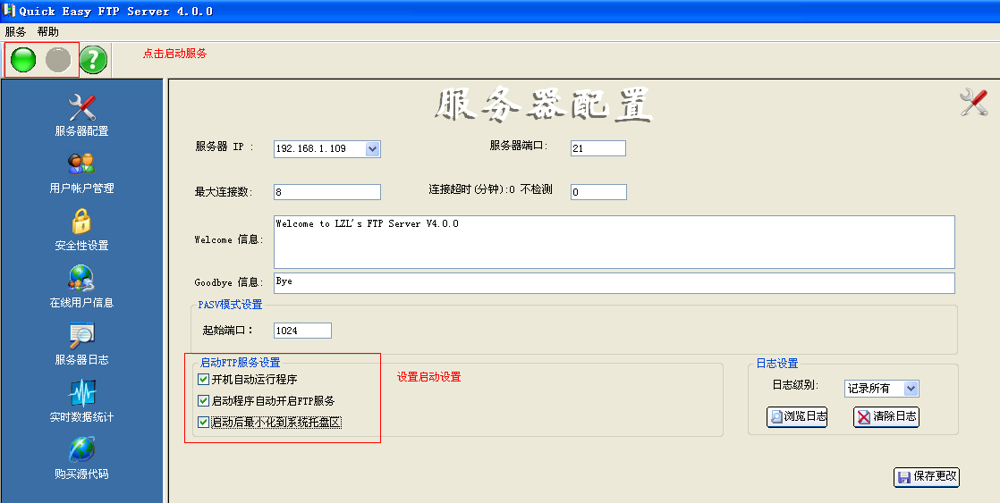 Quick Easy FTP Server 4.0.0
服务 帮助
点击启动服务
服务器配置
用户帐户管理
安全性设置
在线用户信息
服务器日志
实时数据统计
购买源代码
服务器配置
服务器 IP : 192.168.1.109 服务器端口: 21
最大连接数: 8 连接超时(分钟):0 不检测 0
Welcome 信息: Welcome to LZL's FTP Server V4.0.0
Goodbye 信息: Bye
PASV模式设置
起始端口: 1024
启动FTP服务设置
开机自动运行程序
启动程序自动开启FTP服务
启动后最小化到系统托盘区
设置启动设置
日志设置
日志级别: 记录所有
浏览日志 清除日志
保存更改